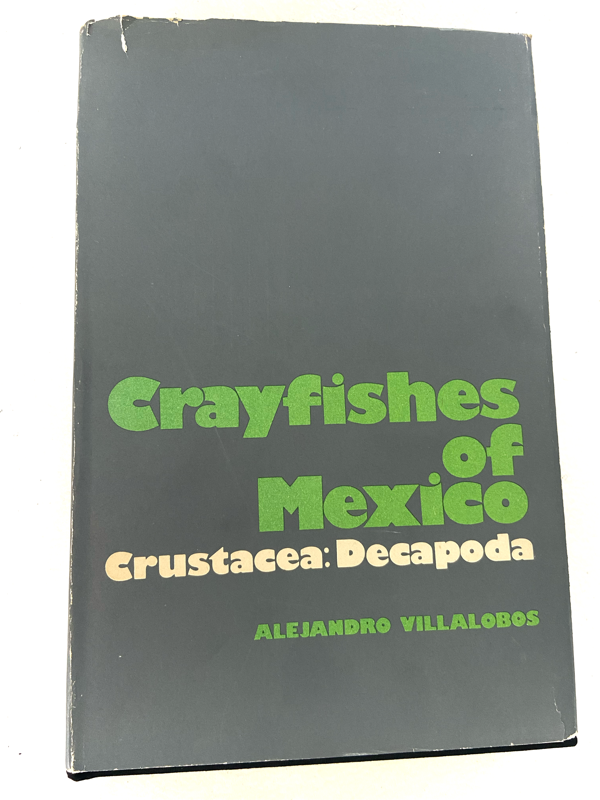 Crayfishes
of
Mexico
Crustacea: Decapoda
ALEJANDRO VILLALOBOS